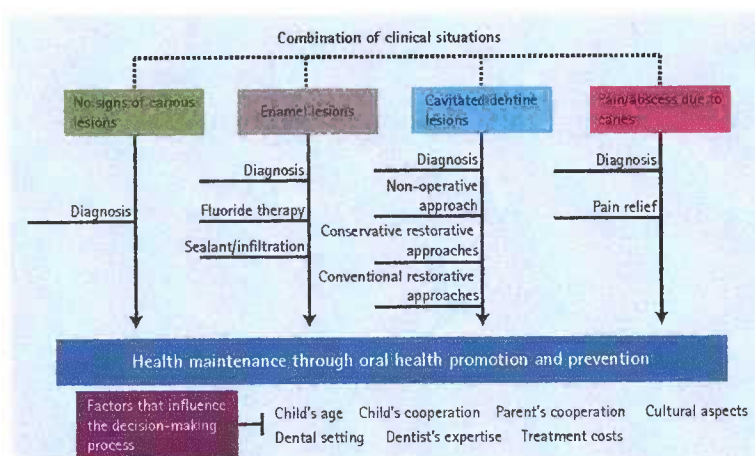 Combination of clinical situations
No signs of carious
lesions
Enamel lesions
Cavitated dentine
lesions
Pain/abscess due to
caries
Diagnosis
Diagnosis
Fluoride therapy
Sealant/infiltration
Diagnosis
Non-operative
approach
Conservative restorative
approaches
Conventional restorative
approaches
Diagnosis
Pain relief
Health maintenance through oral health promotion and prevention
Factors that influence
the decision-making
process
Child's age Child's cooperation Parent's cooperation Cultural aspects
Dental setting Dentist's expertise Treatment costs